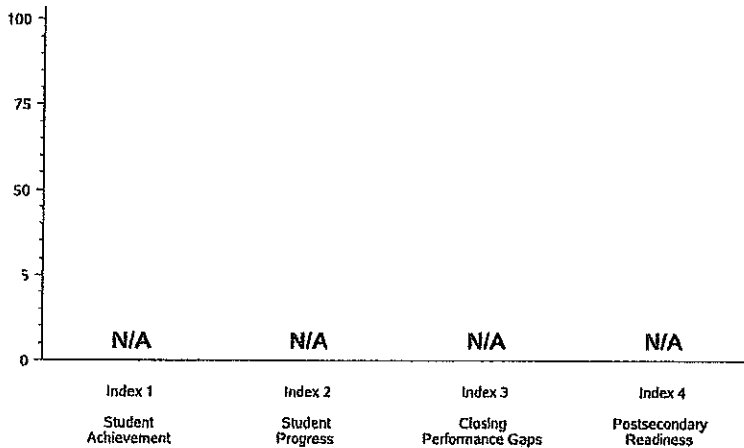 100
75
50
5
0
N/A N/A N/A N/A
Index 1 Index 2 Index 3 Index 4
Student Student Closing Postsecondary
Achievement Progress Performance Gaps Readiness